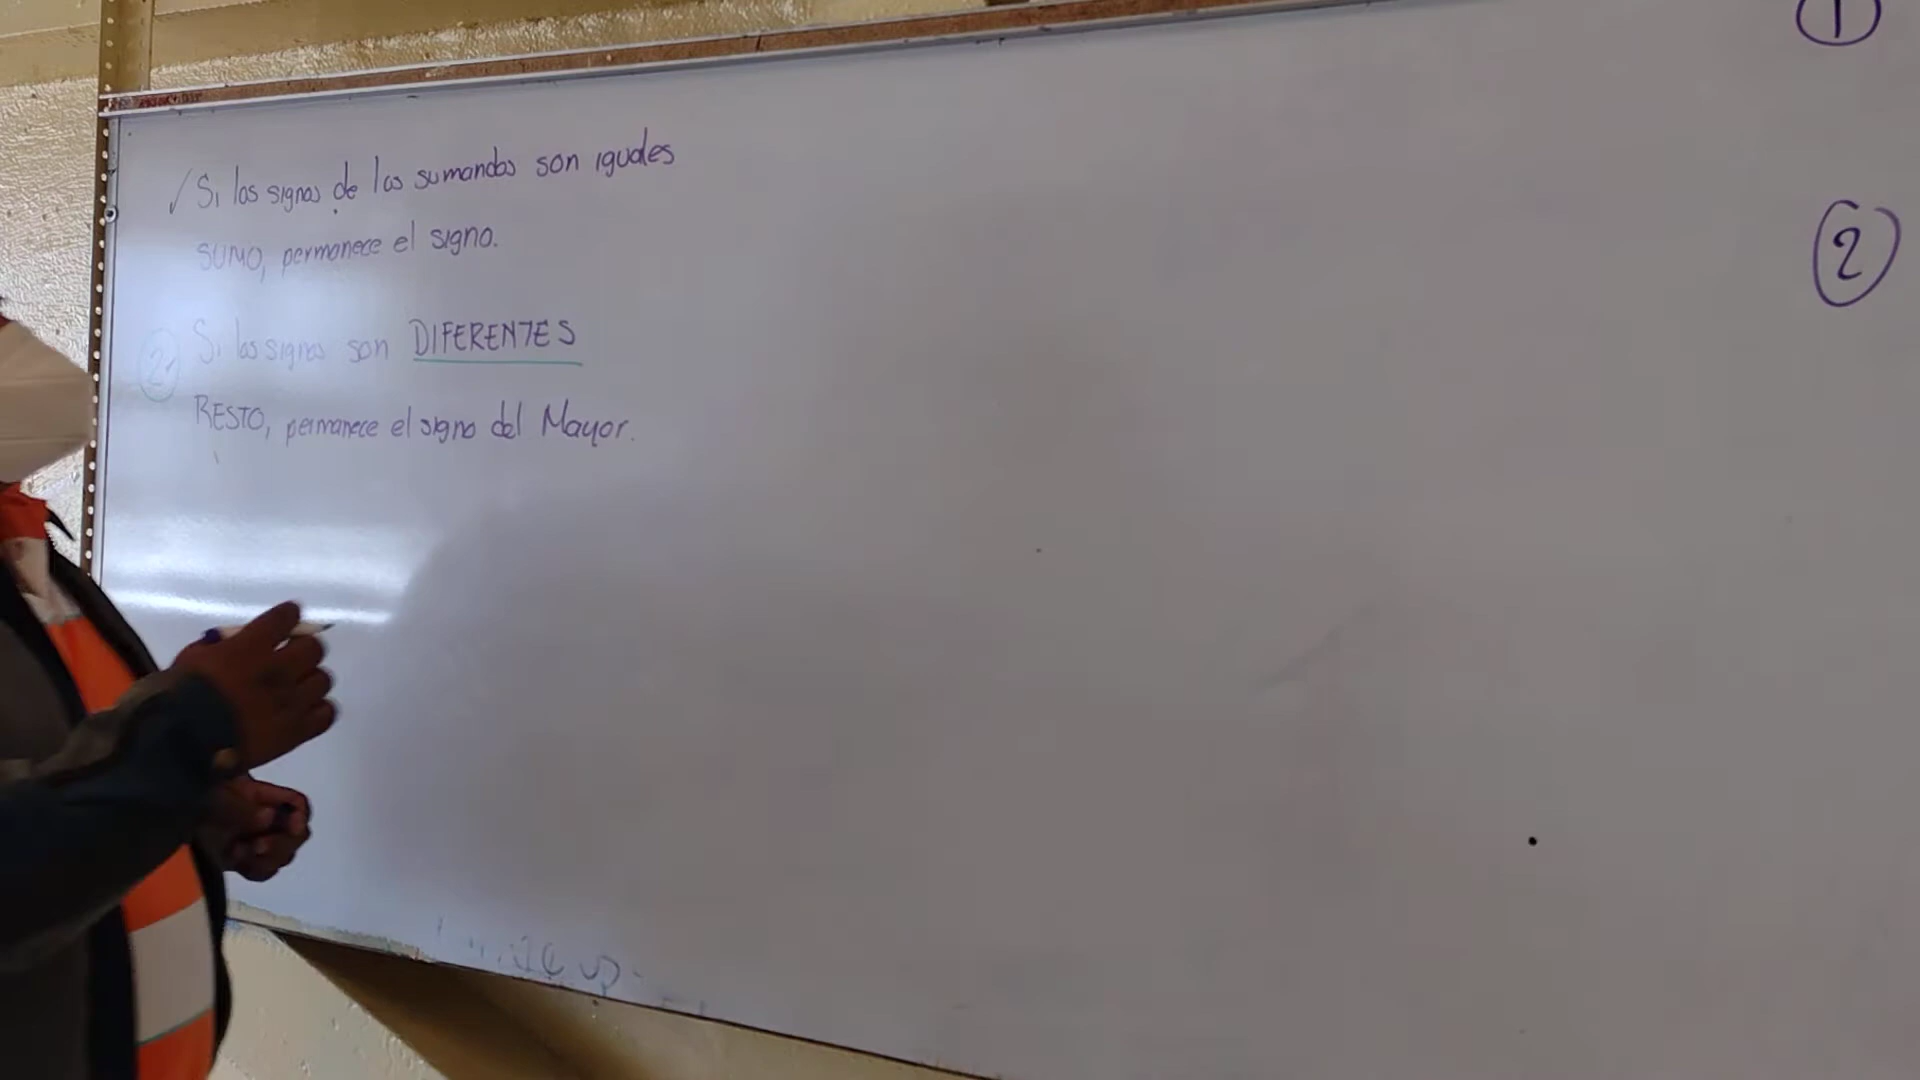 ✓ Si los signos de los sumandos son iguales
SUMO, permanece el signo.
2. Si los signos son DIFERENTES
RESTO, permanece el signo del Mayor.
1
2